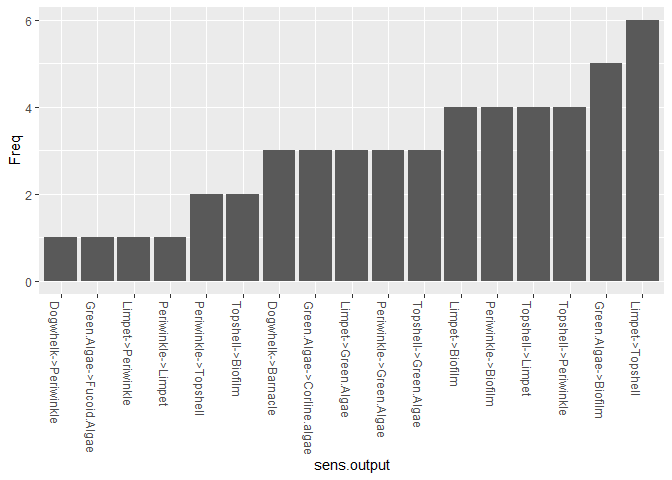 6
4
2
0
Freq
Dogwhelk->Periwinkle
Green.Algae->Fucoid.Algae
Limpet->Periwinkle
Periwinkle->Limpet
Periwinkle->Topshell
Topshell->Biofilm
Dogwhelk->Barnacle
Green.Algae->Corline.algae
Limpet->Green.Algae
Periwinkle->Green.Algae
Topshell->Green.Algae
Limpet->Biofilm
Periwinkle->Biofilm
Topshell->Limpet
Topshell->Periwinkle
Green.Algae->Biofilm
Limpet->Topshell
sens.output